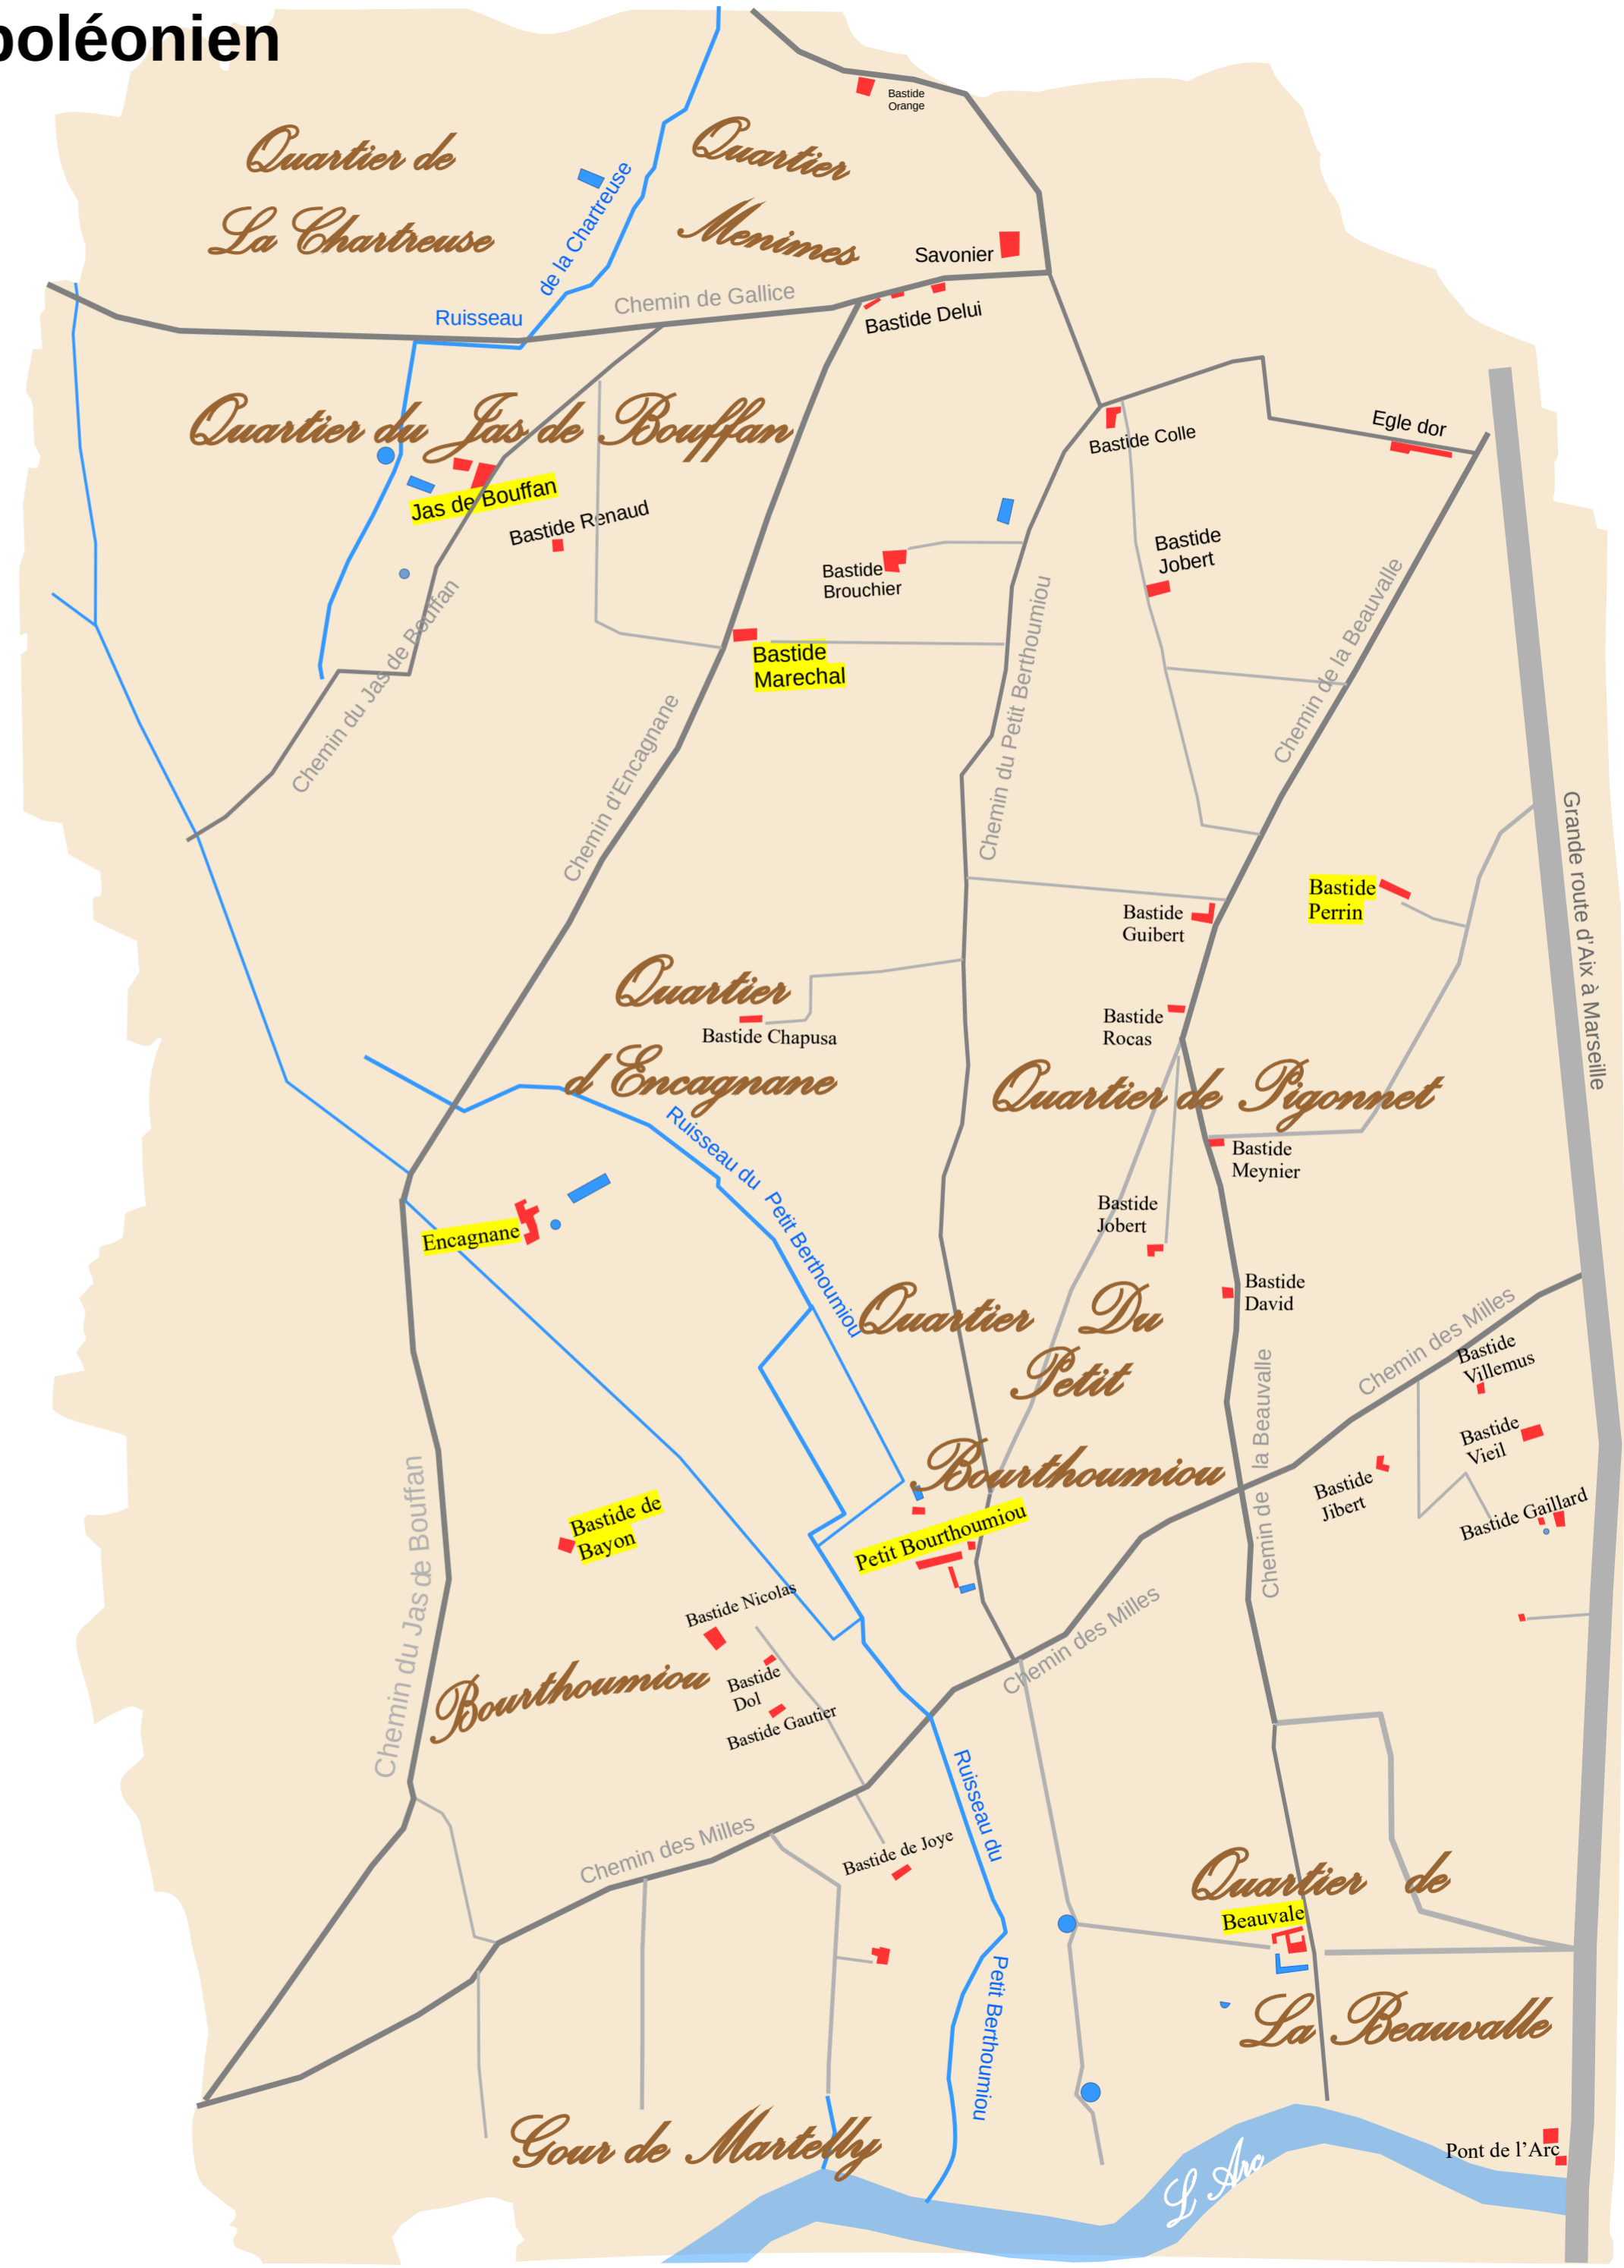 poléonien
Bastide
Orange
Quartier de
La Chartreuse
Quartier
Menimes
de la Chartreuse
Savonier
Chemin de Gallice
Ruisseau
Bastide Delui
Quartier du Jas de Bouffan
Bastide Colle
Egle dor
Jas de Bouffan
Bastide Renaud
Bastide
Brouchier
Bastide
Jobert
Bastide
Marechal
Chemin du Jas de Bouffan
Chemin d'Encagnane
Chemin du Petit Berthoumiou
Chemin de la Beauvalle
Grande route d'Aix à Marseille
Bastide
Perrin
Bastide
Guibert
Quartier
d'Encagnane
Bastide Chapusa
Bastide
Rocas
Quartier de Pigonnet
Ruisseau du Petit Berthoumiou
Bastide
Meynier
Bastide
Jobert
Encagnane
Bastide
David
Quartier Du
Petit
Bourthoumiou
Chemin des Milles
Bastide
Villemus
Bastide
Vieil
Bastide
Jibert
Bastide Gaillard
Chemin de la Beauvalle
Chemin du Jas de Bouffan
Bastide de
Bayon
Petit Bourthoumiou
Bastide Nicolas
Bastide
Dol
Bastide Gautier
Bourthoumiou
Chemin des Milles
Ruisseau du
Petit Berthoumiou
Chemin des Milles
Bastide de Joye
Quartier de
Beauvale
La Beauvalle
Gour de Martelly
L Arc
Pont de l'Arc